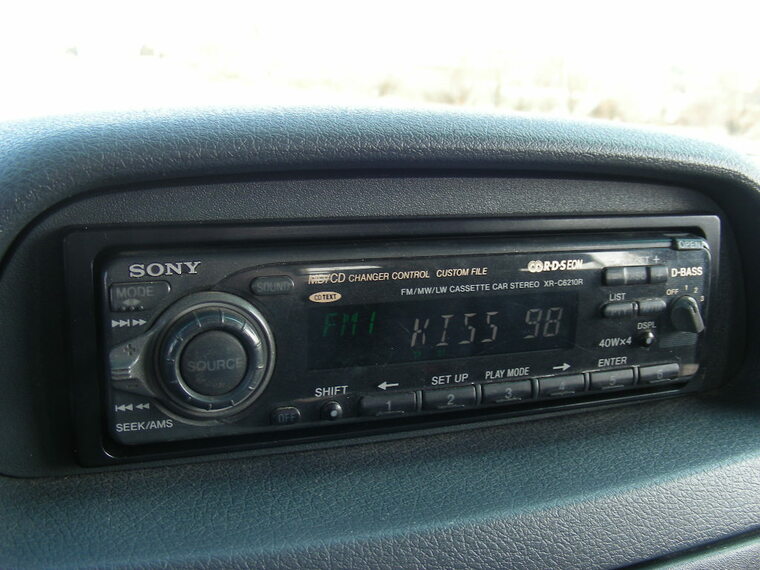 SONY
MODE
SOUND
MD/CD CHANGER CONTROL CUSTOM FILE
R·D·S EON
OPEN
CD TEXT
FM/MW/LW CASSETTE CAR STEREO XR-C6210R
D-BASS
OFF 1 2 3
LIST
FM1 KISS 98
SOURCE
40W×4
DSPL
SHIFT
SET UP
PLAY MODE
ENTER
OFF
1 2 3 4 5 6
SEEK/AMS